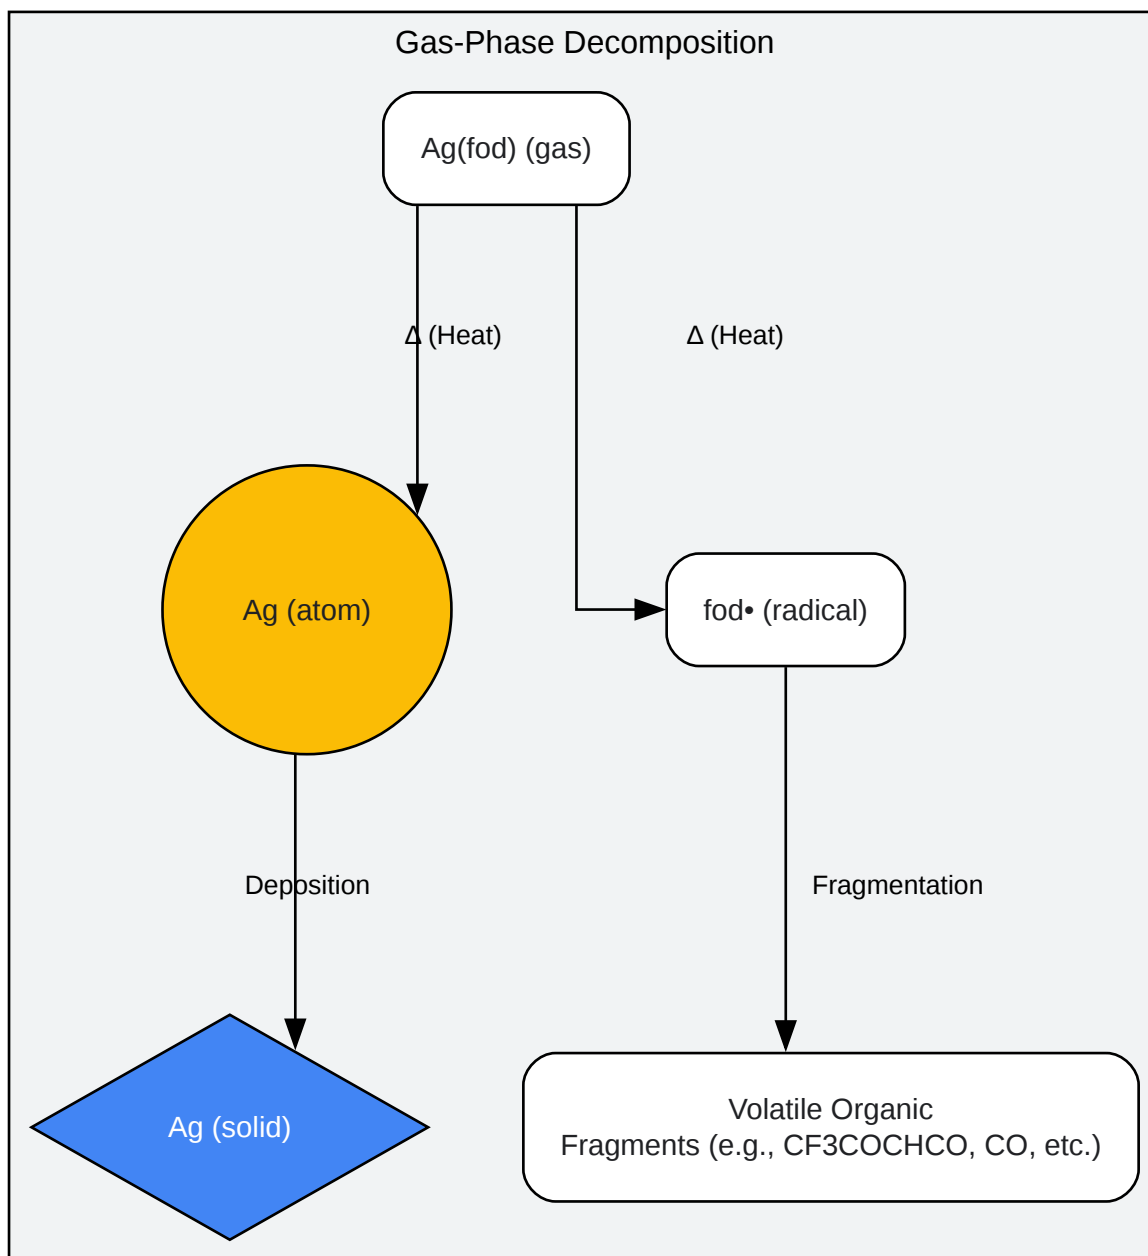 Gas-Phase Decomposition
Ag(fod) (gas)
Δ (Heat)
Δ (Heat)
Ag (atom)
fod• (radical)
Deposition
Fragmentation
Ag (solid)
Volatile Organic
Fragments (e.g., CF3COCHCO, CO, etc.)